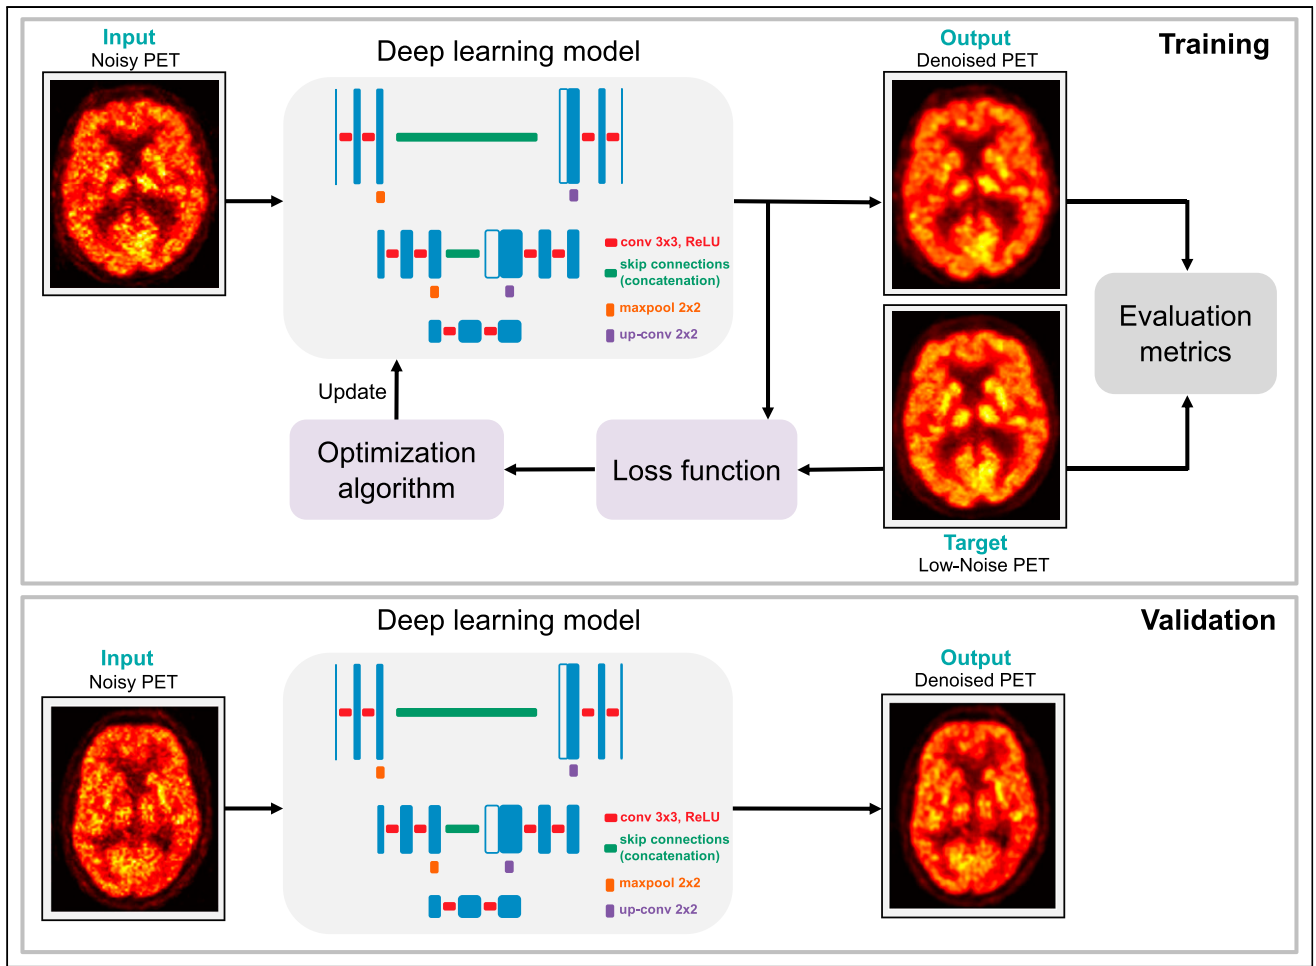 Training
Input
Noisy PET
Deep learning model
Output
Denoised PET
conv 3x3, ReLU
skip connections
(concatenation)
maxpool 2x2
up-conv 2x2
Evaluation
metrics
Update
Optimization
algorithm
Loss function
Target
Low-Noise PET
Validation
Deep learning model
Input
Noisy PET
Output
Denoised PET
conv 3x3, ReLU
skip connections
(concatenation)
maxpool 2x2
up-conv 2x2